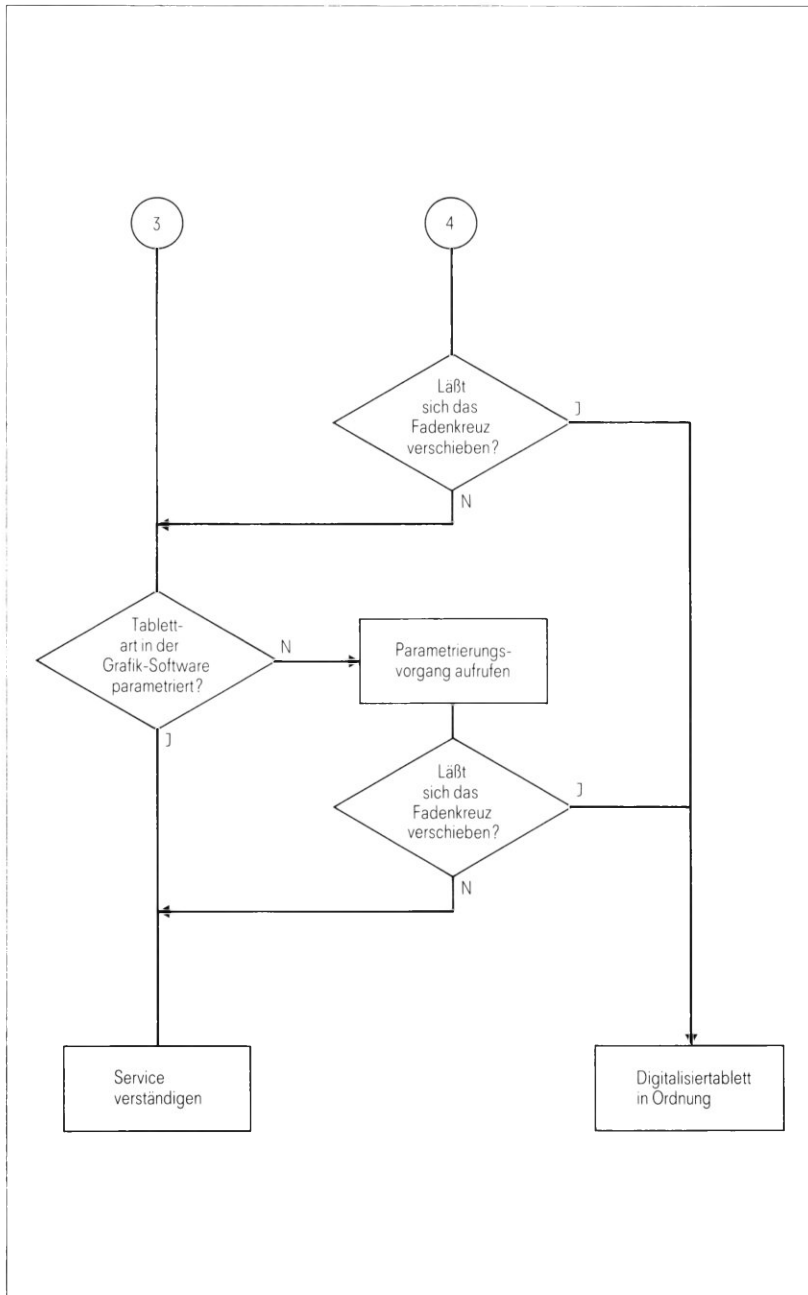 3
4
Läßt
sich das
Fadenkreuz
verschieben?
J
N
Tablett-
art in der
Grafik-Software
parametriert?
N
J
Parametrierungs-
vorgang aufrufen
Läßt
sich das
Fadenkreuz
verschieben?
J
N
Service
verständigen
Digitalisiertablett
in Ordnung